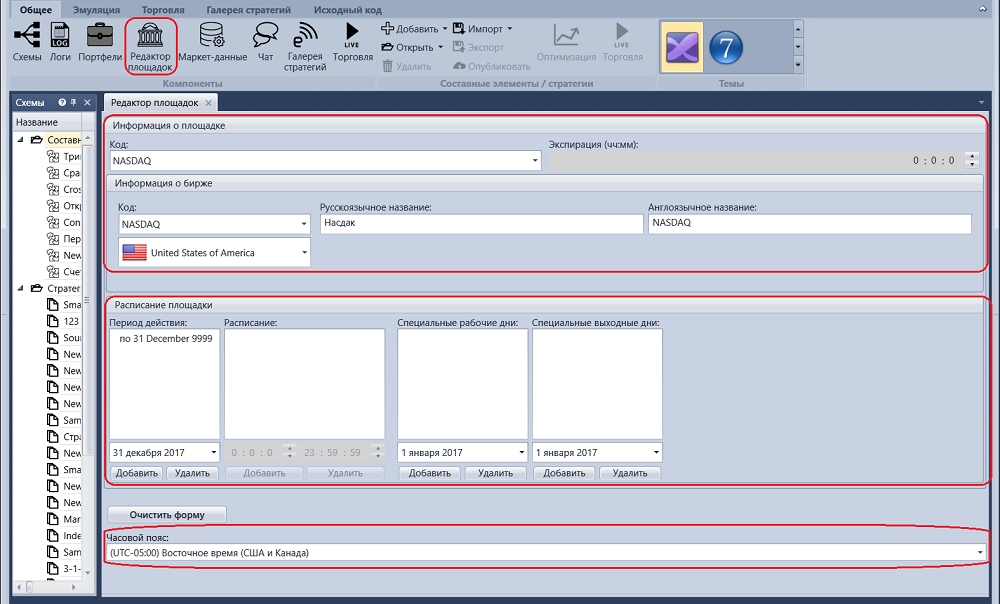 Общее Эмуляция Торговля Галерея стратегий Исходный код
Схемы Логи Портфели Редактор площадок Маркет-данные Чат Галерея стратегий LIVE Торговля
LOG
Добавить Импорт
Открыть Экспорт
Удалить Опубликовать
Оптимизация LIVE Торговля
7
Компоненты Составные элементы / стратегии Темы
Схемы
Название
Составн
Три
Сра
Cros
Откр
Con
Пер
New
Счет
Стратег
Sma
123
Sour
New
New
New
New
Sam
Стра
New
Sma
New
New
Mar
Inde
Sam
3-1-
Редактор площадок
Информация о площадке
Код: Экспирация (чч:мм):
NASDAQ 0 : 0 : 0
Информация о бирже
Код: Русскоязычное название: Англоязычное название:
NASDAQ Насдак NASDAQ
United States of America
Расписание площадки
Период действия: Расписание: Специальные рабочие дни: Специальные выходные дни:
по 31 December 9999
31 декабря 2017 0 : 0 : 0 23 : 59 : 59 1 января 2017 1 января 2017
Добавить Удалить Добавить Удалить Добавить Удалить Добавить Удалить
Очистить форму
Часовой пояс:
(UTC-05:00) Восточное время (США и Канада)